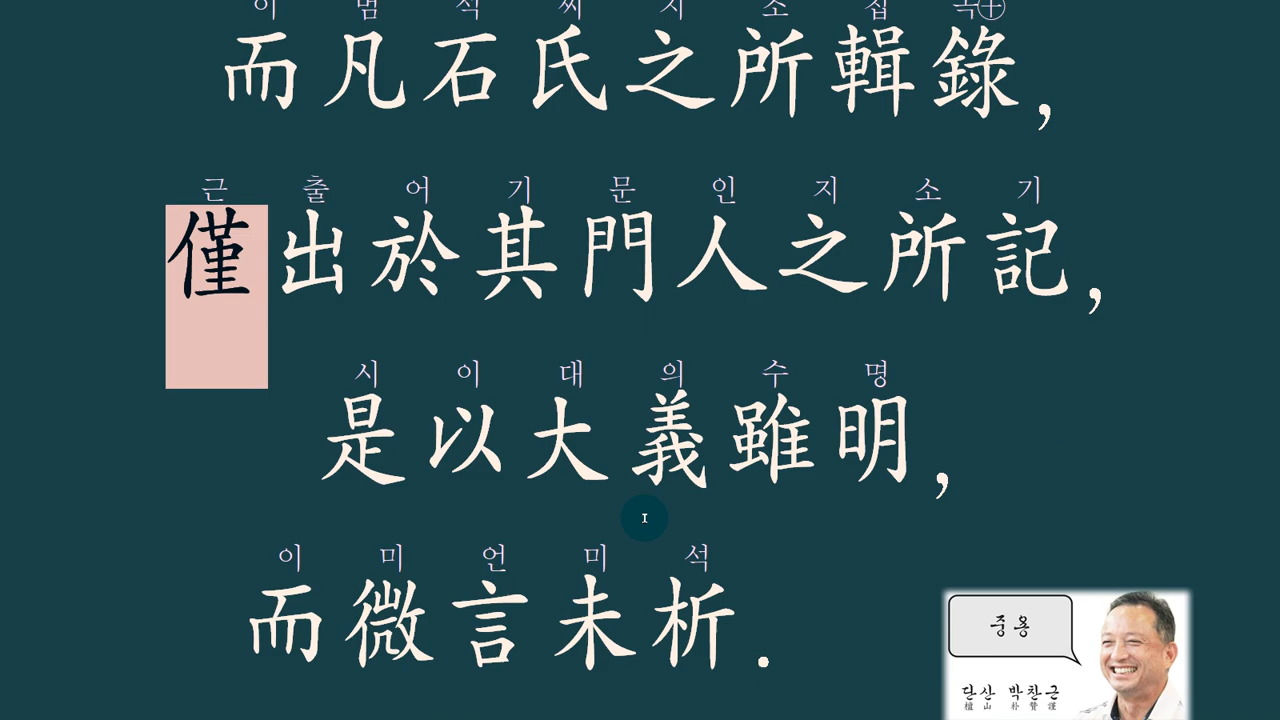 이 범 석 씨 지 소 집 록㊉
而凡石氏之所輯錄,
근 출 어 기 문 인 지 소 기
僅出於其門人之所記,
시 이 대 의 수 명
是以大義雖明,
이 미 언 미 석
而微言未析.
중 용
단산 박찬근
檀山 朴贊謹